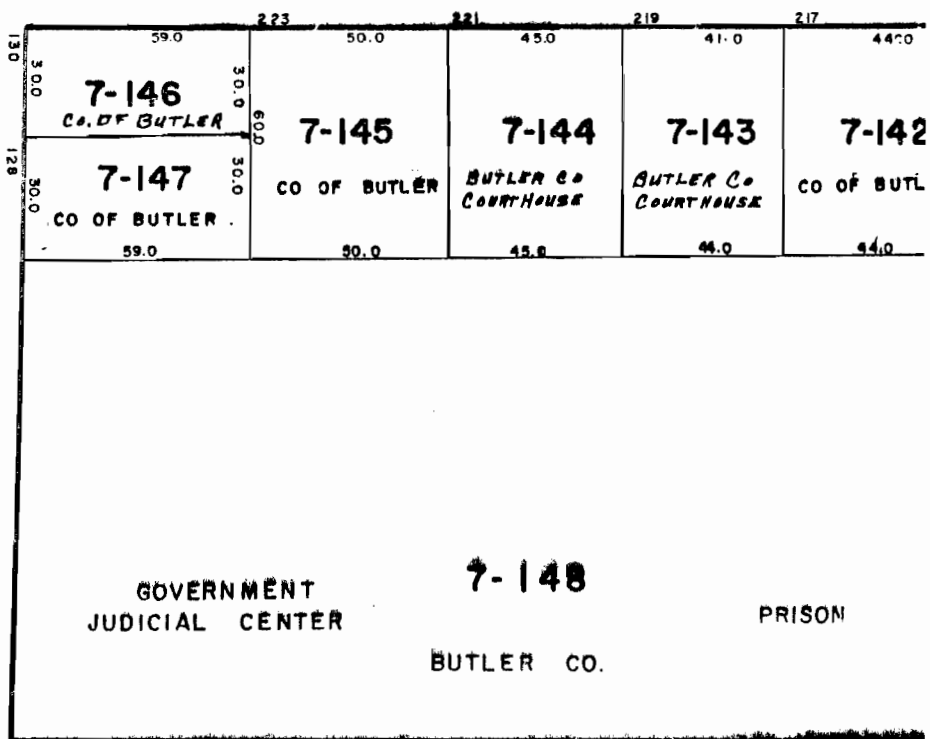 223 221 219 217
59.0 50.0 45.0 41.0 44.0
130
30.0 30.0
7-146
Co. OF BUTLER
60.0
7-145
CO OF BUTLER
7-144
BUTLER Co
COURTHOUSE
7-143
BUTLER Co
COURTHOUSE
7-142
CO OF BUTL
128
30.0 30.0
7-147
CO OF BUTLER
59.0 50.0 45.0 44.0 44.0
GOVERNMENT
JUDICIAL CENTER
7-148
BUTLER CO.
PRISON